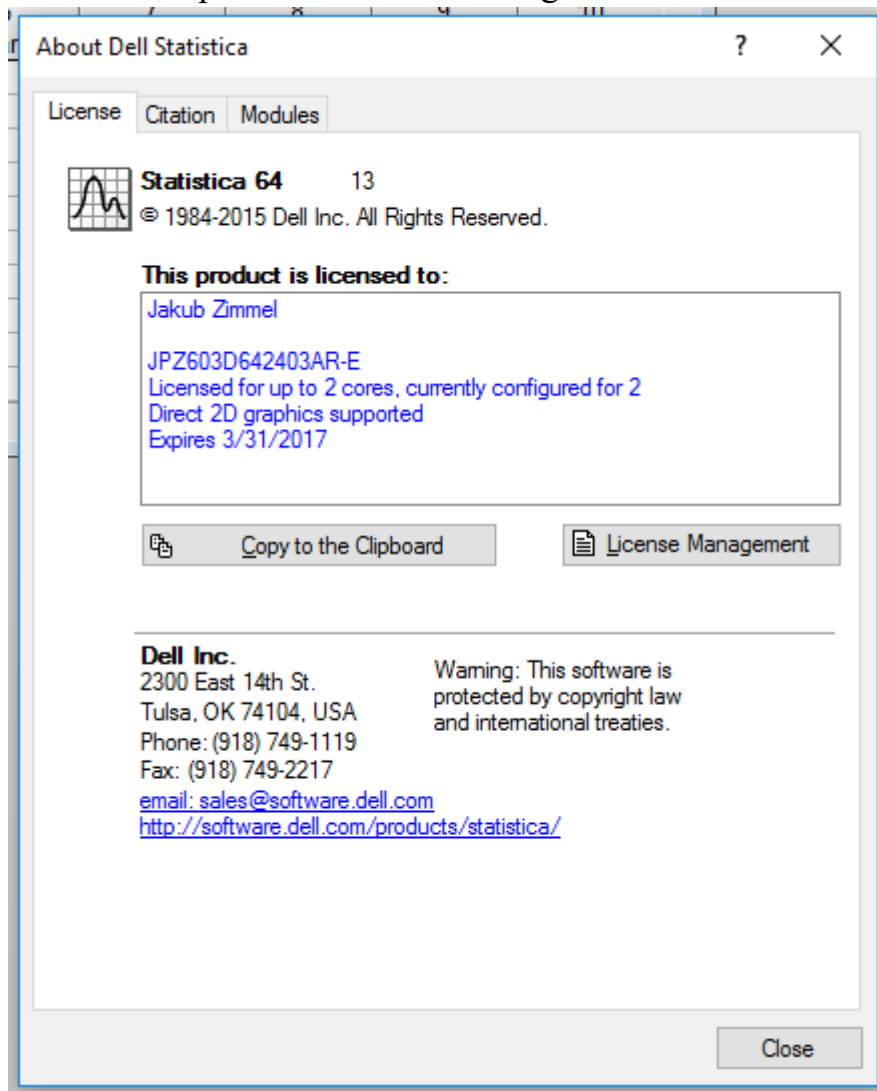 7 8 9 10
About Dell Statistica ? ×
License Citation Modules
Statistica 64 13
© 1984-2015 Dell Inc. All Rights Reserved.
This product is licensed to:
Jakub Zimmel
JPZ603D642403AR-E
Licensed for up to 2 cores, currently configured for 2
Direct 2D graphics supported
Expires 3/31/2017
Copy to the Clipboard License Management
Dell Inc.
2300 East 14th St.
Tulsa, OK 74104, USA
Phone: (918) 749-1119
Fax: (918) 749-2217
email: sales@software.dell.com
http://software.dell.com/products/statistica/
Warning: This software is
protected by copyright law
and international treaties.
Close